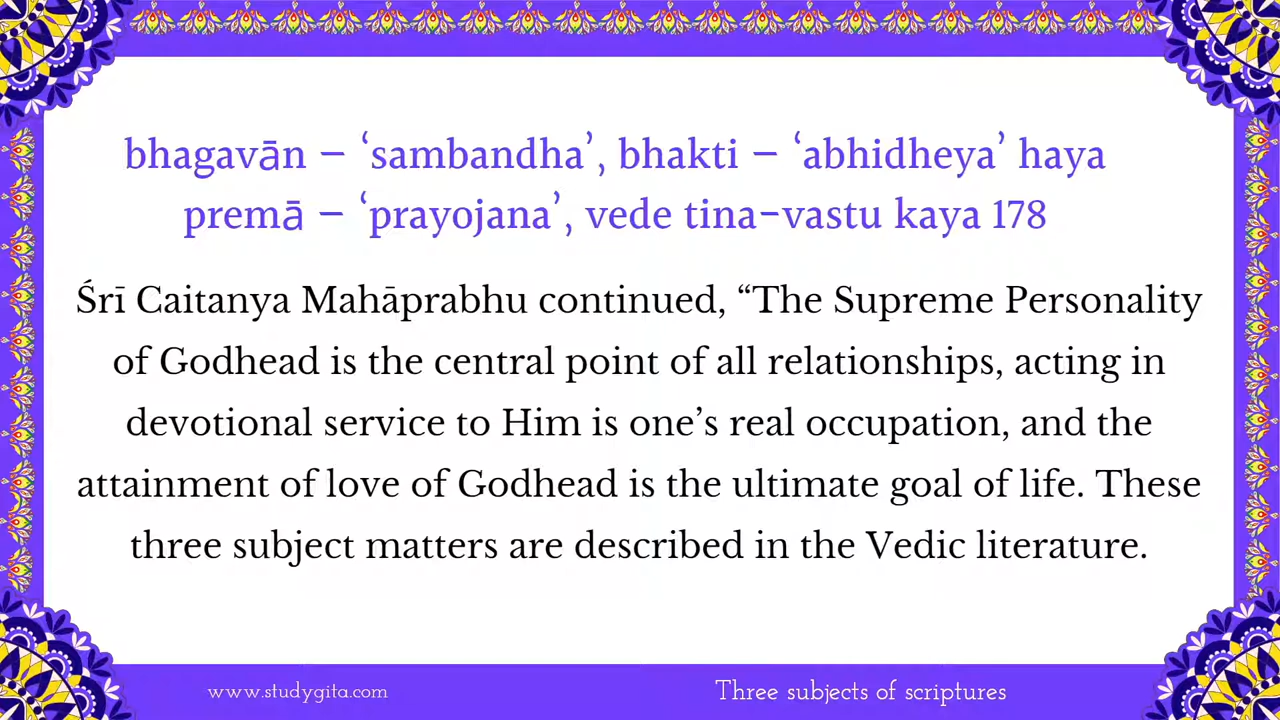 bhagavān – ‘sambandha’, bhakti – ‘abhidheya’ haya
premā – ‘prayojana’, vede tina-vastu kaya 178
Śrī Caitanya Mahāprabhu continued, “The Supreme Personality
of Godhead is the central point of all relationships, acting in
devotional service to Him is one’s real occupation, and the
attainment of love of Godhead is the ultimate goal of life. These
three subject matters are described in the Vedic literature.
www.studygita.com
Three subjects of scriptures